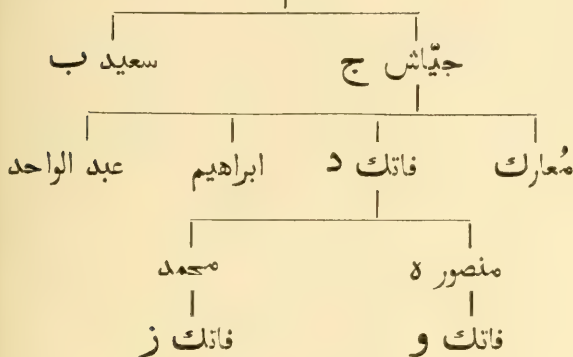 جيّاش ج سعيد ب
مُعارك فاتك د ابراهيم عبد الواحد
منصور ه محمد
فاتك و فاتك ز